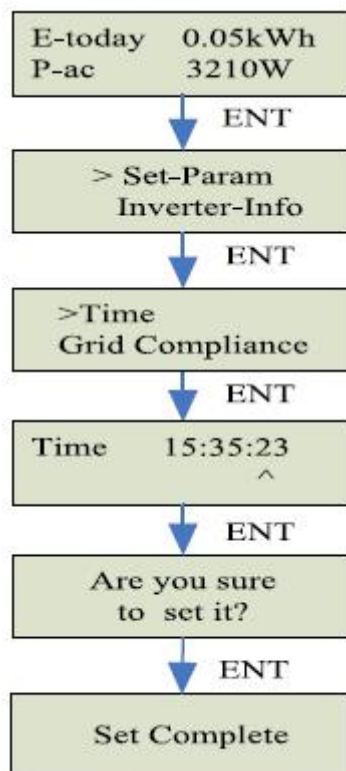 E-today 0.05kWh
P-ac 3210W
ENT
> Set-Param
Inverter-Info
ENT
>Time
Grid Compliance
ENT
Time 15:35:23
^
ENT
Are you sure
to set it?
ENT
Set Complete